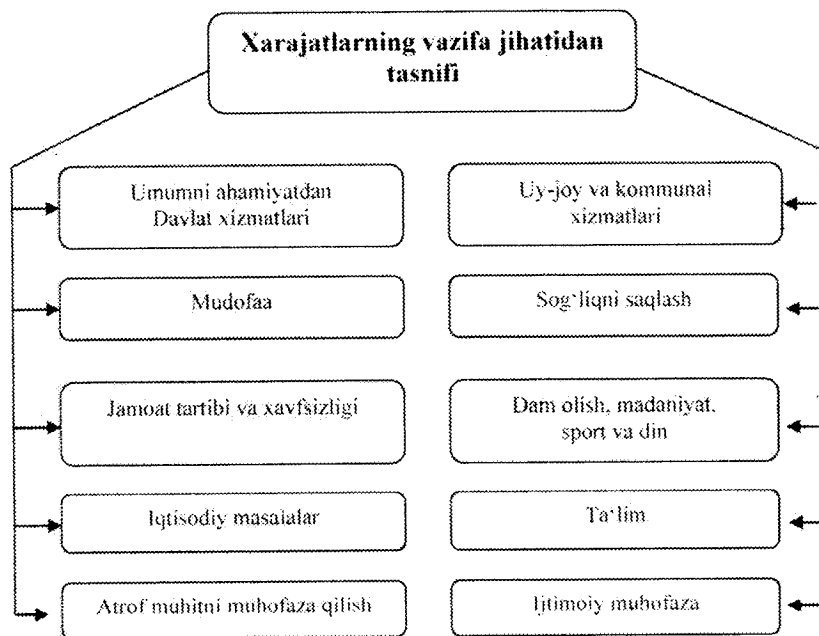 Xarajatlarning vazifa jihatidan
tasnifi
Umumni ahamiyatdan
Davlat xizmatlari
Mudofaa
Jamoat tartibi va xavfsizligi
Iqtisodiy masalalar
Atrof muhitni muhofaza qilish
Uy-joy va kommunal
xizmatlari
Sog‘liqni saqlash
Dam olish, madaniyat,
sport va din
Ta‘lim
Ijtimoiy muhofaza